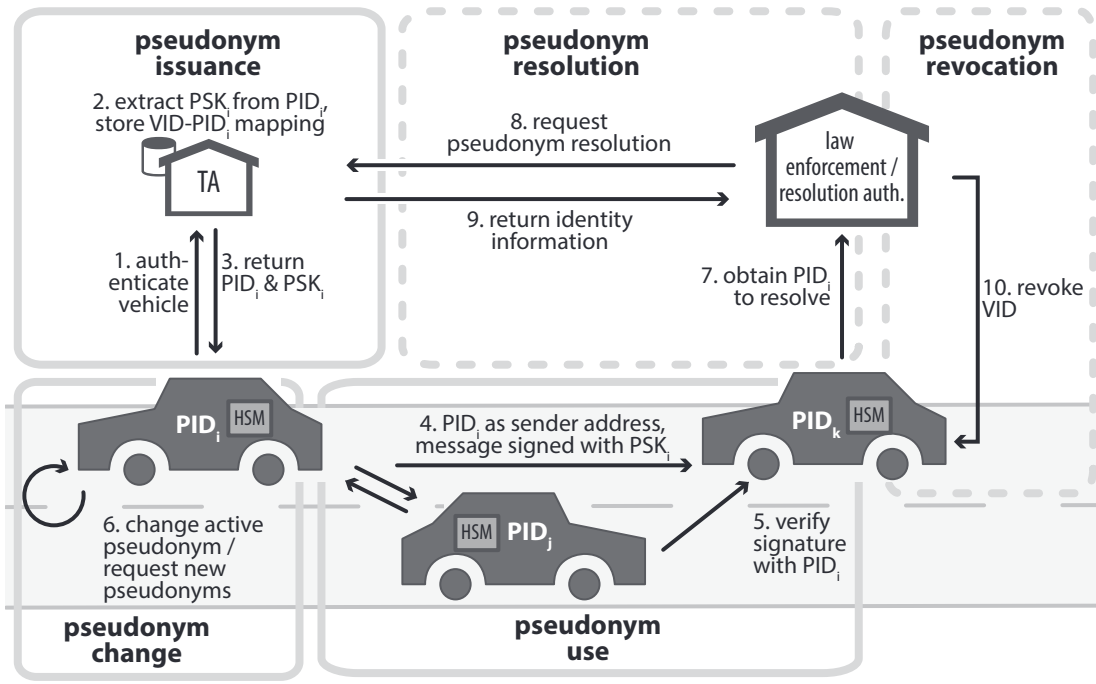 pseudonym
issuance
2. extract PSKi from PIDi,
store VID-PIDi mapping
TA
1. auth-
enticate
vehicle
3. return
PIDi & PSKi
pseudonym
resolution
8. request
pseudonym resolution
9. return identity
information
law
enforcement /
resolution auth.
7. obtain PIDi
to resolve
pseudonym
revocation
10. revoke
VID
PIDi
HSM
4. PIDi as sender address,
message signed with PSKi
PIDk
HSM
HSM
PIDj
5. verify
signature
with PIDi
6. change active
pseudonym /
request new
pseudonyms
pseudonym
change
pseudonym
use